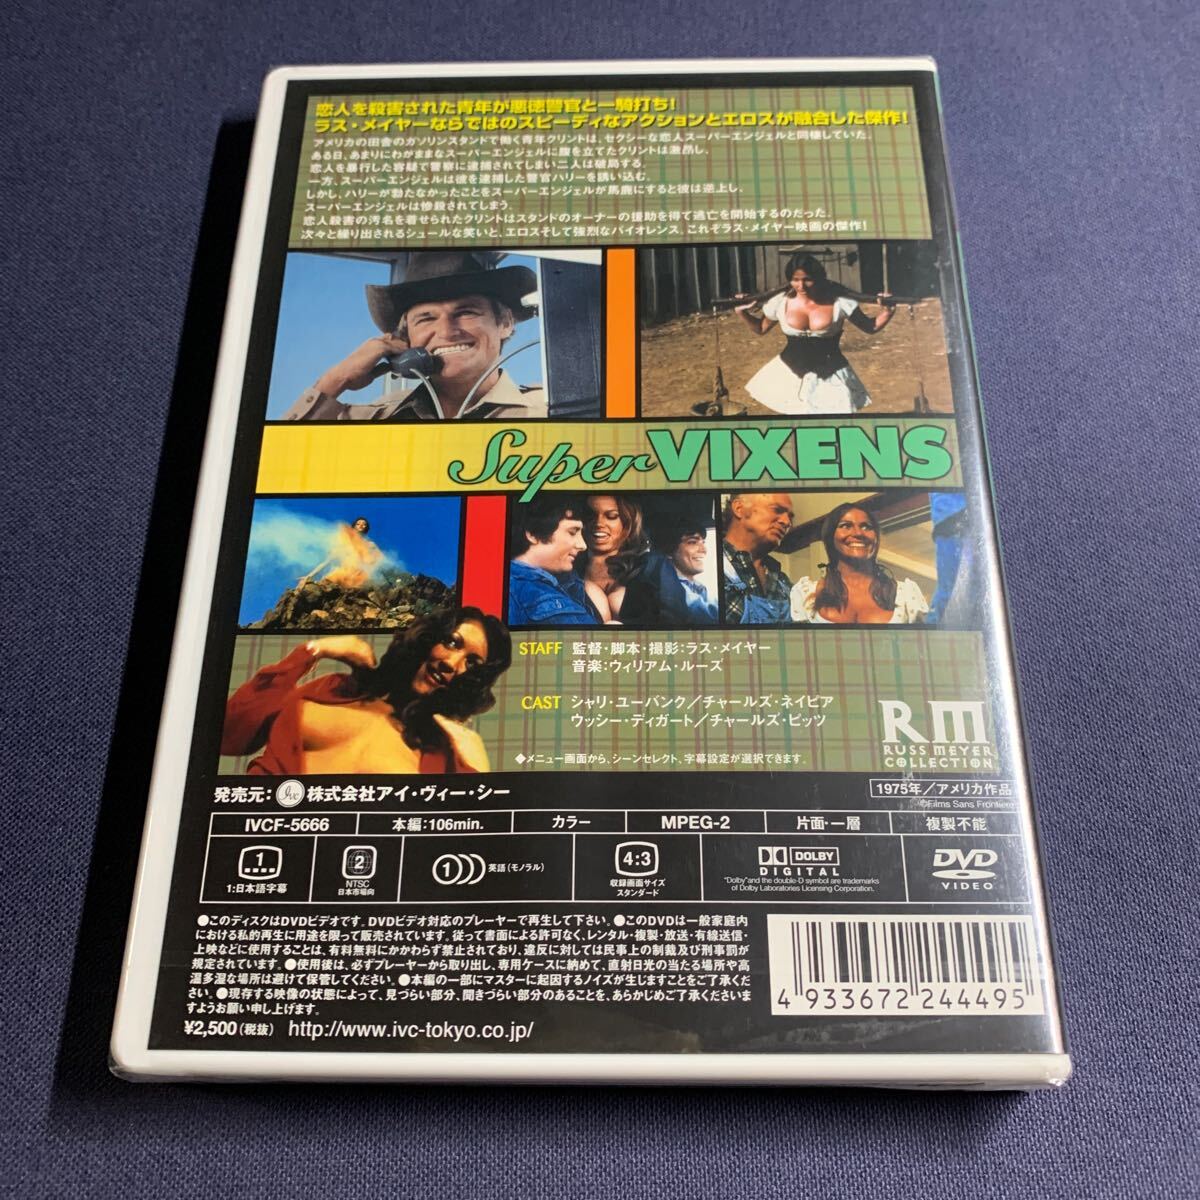 恋人を殺害された青年が悪徳警官と一騎打ち!
ラス・メイヤーならではのスピーディなアクションとエロスが融合した傑作!
アメリカの田舎のガソリンスタンドで働く青年クリントは、セクシーな恋人スーパーエンジェルと同棲していた。
ある日、あまりにわがままなスーパーエンジェルに腹を立てたクリントは激昂し、
恋人を暴行した容疑で警察に逮捕されてしまい二人は破局する。
一方、スーパーエンジェルは彼を逮捕した警官ハリーを誘い込む。
しかし、ハリーが勃たなかったことをスーパーエンジェルが馬鹿にすると彼は逆上し、
スーパーエンジェルは惨殺されてしまう。
恋人殺害の汚名を着せられたクリントはスタンドのオーナーの援助を得て逃亡を開始するのだった。
次々と繰り出されるシュールな笑いと、エロスそして強烈なバイオレンス、これぞラス・メイヤー映画の傑作!
Super VIXENS
STAFF 監督・脚本・撮影:ラス・メイヤー
音楽:ウィリアム・ルーズ
CAST シャリ・ユーバンク/チャールズ・ネイピア
ウッシー・ディガート/チャールズ・ピッツ
◆メニュー画面から、シーンセレクト、字幕設定が選択できます。
RM
RUSS MEYER
COLLECTION
発売元: ivc 株式会社アイ・ヴィー・シー
1975年/アメリカ作品
©Films Sans Frontiere
IVCF-5666 本編:106min. カラー MPEG-2 片面・一層 複製不能
1
1:日本語字幕
2
NTSC
日本市場向
1 英語(モノラル)
4:3
収録画面サイズ
スタンダード
DOLBY
DIGITAL
"Dolby" and the double-D symbol are trademarks
of Dolby Laboratories Licensing Corporation.
DVD
VIDEO
●このディスクはDVDビデオです。DVDビデオ対応のプレーヤーで再生して下さい。●このDVDは一般家庭内
における私的再生に用途を限って販売されています。従って書面による許可なく、レンタル・複製・放送・有線送信・
上映などに使用することは、有料無料にかかわらず禁止されており、違反に対しては民事上の制裁及び刑事罰が
規定されています。●使用後は、必ずプレーヤーから取り出し、専用ケースに納めて、直射日光の当たる場所や高
温多湿な場所は避けて保管してください。●本編の一部にマスターに起因するノイズが生じますことをご了承くだ
さい。●現存する映像の状態によって、見づらい部分、聞きづらい部分のあることを、あらかじめご了承くださいま
すようお願い申し上げます。
¥2,500(税抜) http://www.ivc-tokyo.co.jp/
4 933672 244495